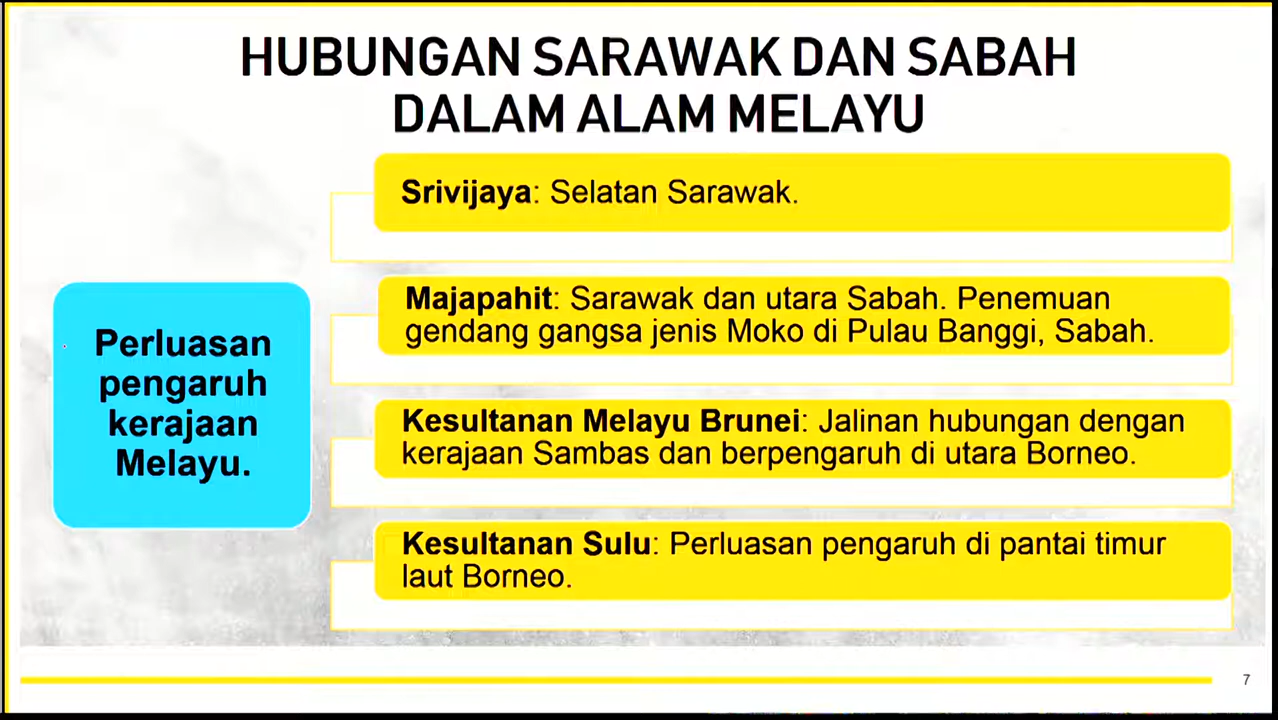 HUBUNGAN SARAWAK DAN SABAH
DALAM ALAM MELAYU
Perluasan
pengaruh
kerajaan
Melayu.
Srivijaya: Selatan Sarawak.
Majapahit: Sarawak dan utara Sabah. Penemuan
gendang gangsa jenis Moko di Pulau Banggi, Sabah.
Kesultanan Melayu Brunei: Jalinan hubungan dengan
kerajaan Sambas dan berpengaruh di utara Borneo.
Kesultanan Sulu: Perluasan pengaruh di pantai timur
laut Borneo.
7